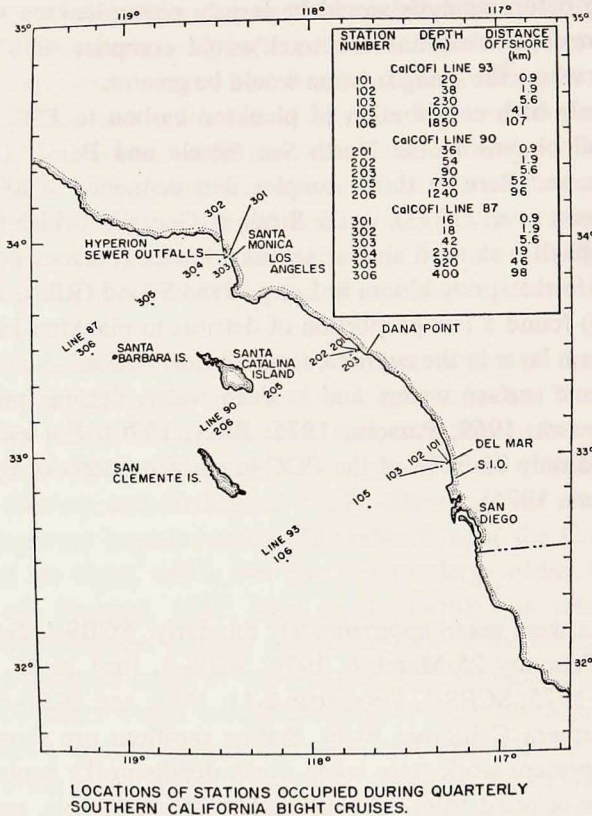 119°
118°
117°
35°
35°
STATION NUMBER DEPTH (m) DISTANCE OFFSHORE (km)
CalCOFI LINE 93
101 20 0.9
102 38 1.9
103 230 5.6
105 1000 41
106 1850 107
CalCOFI LINE 90
201 36 0.9
202 54 1.9
203 90 5.6
205 730 52
206 1240 96
CalCOFI LINE 87
301 16 0.9
302 18 1.9
303 42 5.6
304 230 19
305 920 46
306 400 98
302
301
34°
34°
HYPERION
SEWER OUTFALLS
SANTA
MONICA
LOS
ANGELES
304
303
305
LINE 87
306
SANTA
BARBARA IS.
SANTA
CATALINA
ISLAND
DANA POINT
202
201
203
205
LINE 90
206
33°
33°
SAN
CLEMENTE IS.
103
102
101
DEL MAR
S.I.O.
105
SAN
DIEGO
LINE 93
106
32°
32°
119°
118°
117°
LOCATIONS OF STATIONS OCCUPIED DURING QUARTERLY
SOUTHERN CALIFORNIA BIGHT CRUISES.